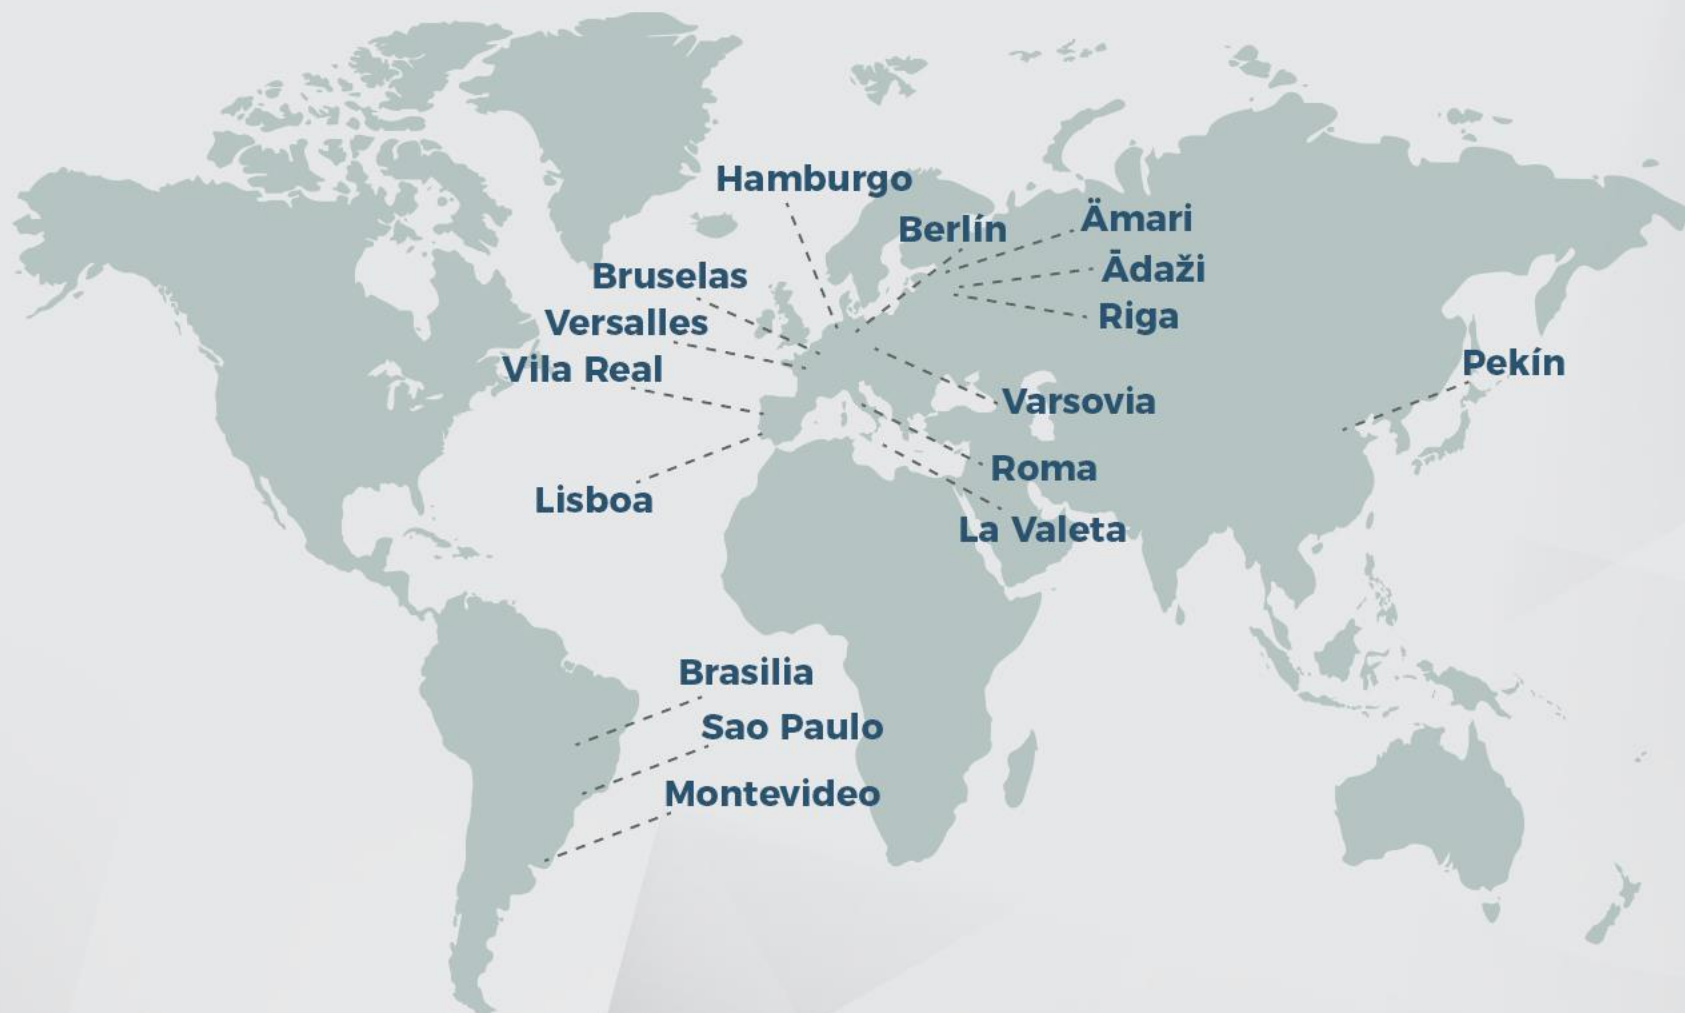 Hamburgo
Berlín
Ämari
Ādaži
Bruselas
Riga
Versalles
Vila Real
Pekín
Varsovia
Roma
Lisboa
La Valeta
Brasilia
Sao Paulo
Montevideo